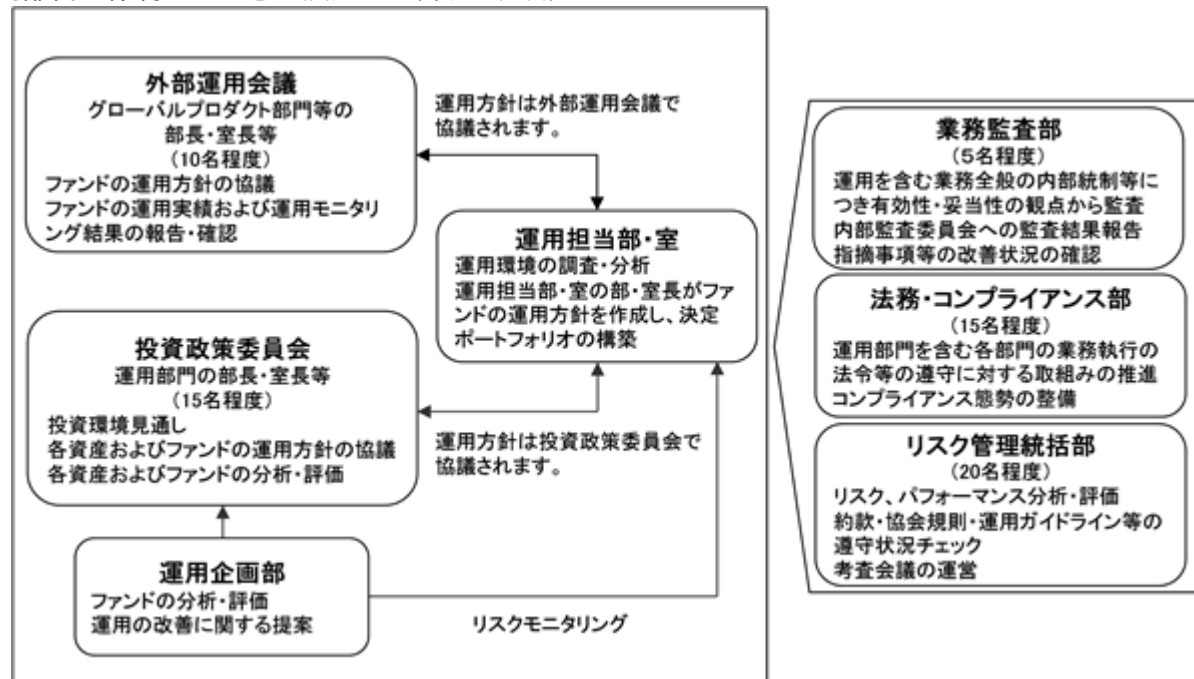 外部運用会議
グローバルプロダクト部門等の
部長・室長等
(10名程度)
ファンドの運用方針の協議
ファンドの運用実績および運用モニタリ
ング結果の報告・確認
運用方針は外部運用会議で
協議されます。
運用担当部・室
運用環境の調査・分析
運用担当部・室の部・室長がファ
ンドの運用方針を作成し、決定
ポートフォリオの構築
投資政策委員会
運用部門の部長・室長等
(15名程度)
投資環境見通し
各資産およびファンドの運用方針の協議
各資産およびファンドの分析・評価
運用方針は投資政策委員会で
協議されます。
運用企画部
ファンドの分析・評価
運用の改善に関する提案
リスクモニタリング
業務監査部
(5名程度)
運用を含む業務全般の内部統制等に
つき有効性・妥当性の観点から監査
内部監査委員会への監査結果報告
指摘事項等の改善状況の確認
法務・コンプライアンス部
(15名程度)
運用部門を含む各部門の業務執行の
法令等の遵守に対する取組みの推進
コンプライアンス態勢の整備
リスク管理統括部
(20名程度)
リスク、パフォーマンス分析・評価
約款・協会規則・運用ガイドライン等の
遵守状況チェック
考査会議の運営